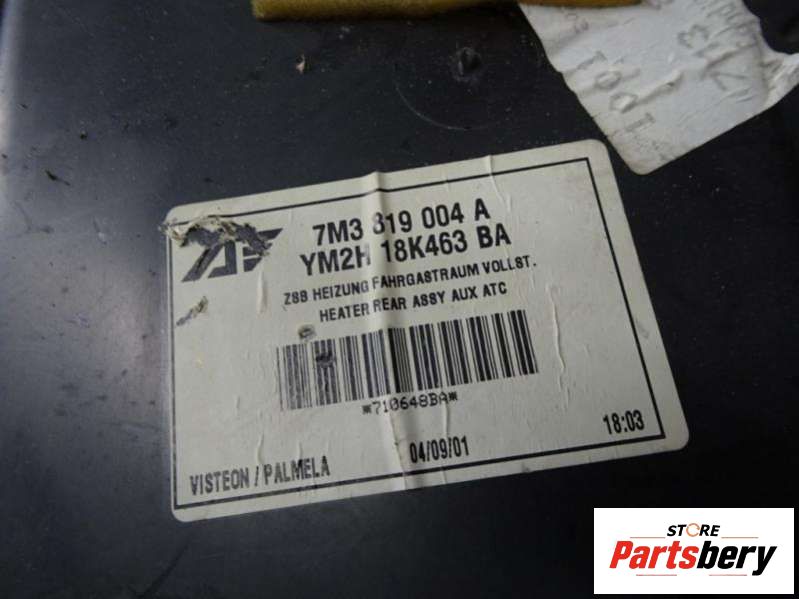 7M3 819 004 A
YM2H 18K463 BA
ZSB HEIZUNG FAHRGASTRAUM VOLLST.
HEATER REAR ASSY AUX ATC
*710648BA*
18:03
04/09/01
VISTEON / PALMELA
STORE
Partsbery